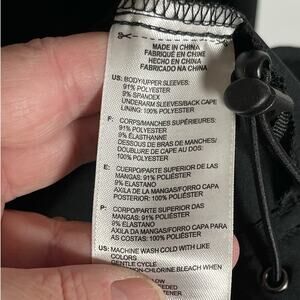 MADE IN CHINA
FABRIQUÉ EN CHINE
HECHO EN CHINA
FABRICADO NA CHINA
US: BODY/UPPER SLEEVES:
91% POLYESTER
9% SPANDEX
UNDERARM SLEEVES/BACK CAPE
LINING: 100% POLYESTER
F: CORPS/MANCHES SUPÉRIEURES:
91% POLYESTER
9% ÉLASTHANNE
DESSOUS DE BRAS DE MANCHES/
DOUBLURE DE CAPE AU DOS:
100% POLYESTER
E: CUERPO/PARTE SUPERIOR DE LAS
MANGAS: 91% POLIÉSTER
9% ELASTANO
AXILA DE LA MANGAS/FORRO CAPA
POSTERIOR: 100% POLIÉSTER
P: CORPO/PARTE SUPERIOR DAS
MANGAS: 91% POLIÉSTER
9% ELASTANO
AXILA DA MANGAS/FORRO CAPA PARA
AS COSTAS: 100% POLIÉSTER
US: MACHINE WASH COLD WITH LIKE
COLORS
GENTLE CYCLE
NON-CHLORINE BLEACH WHEN